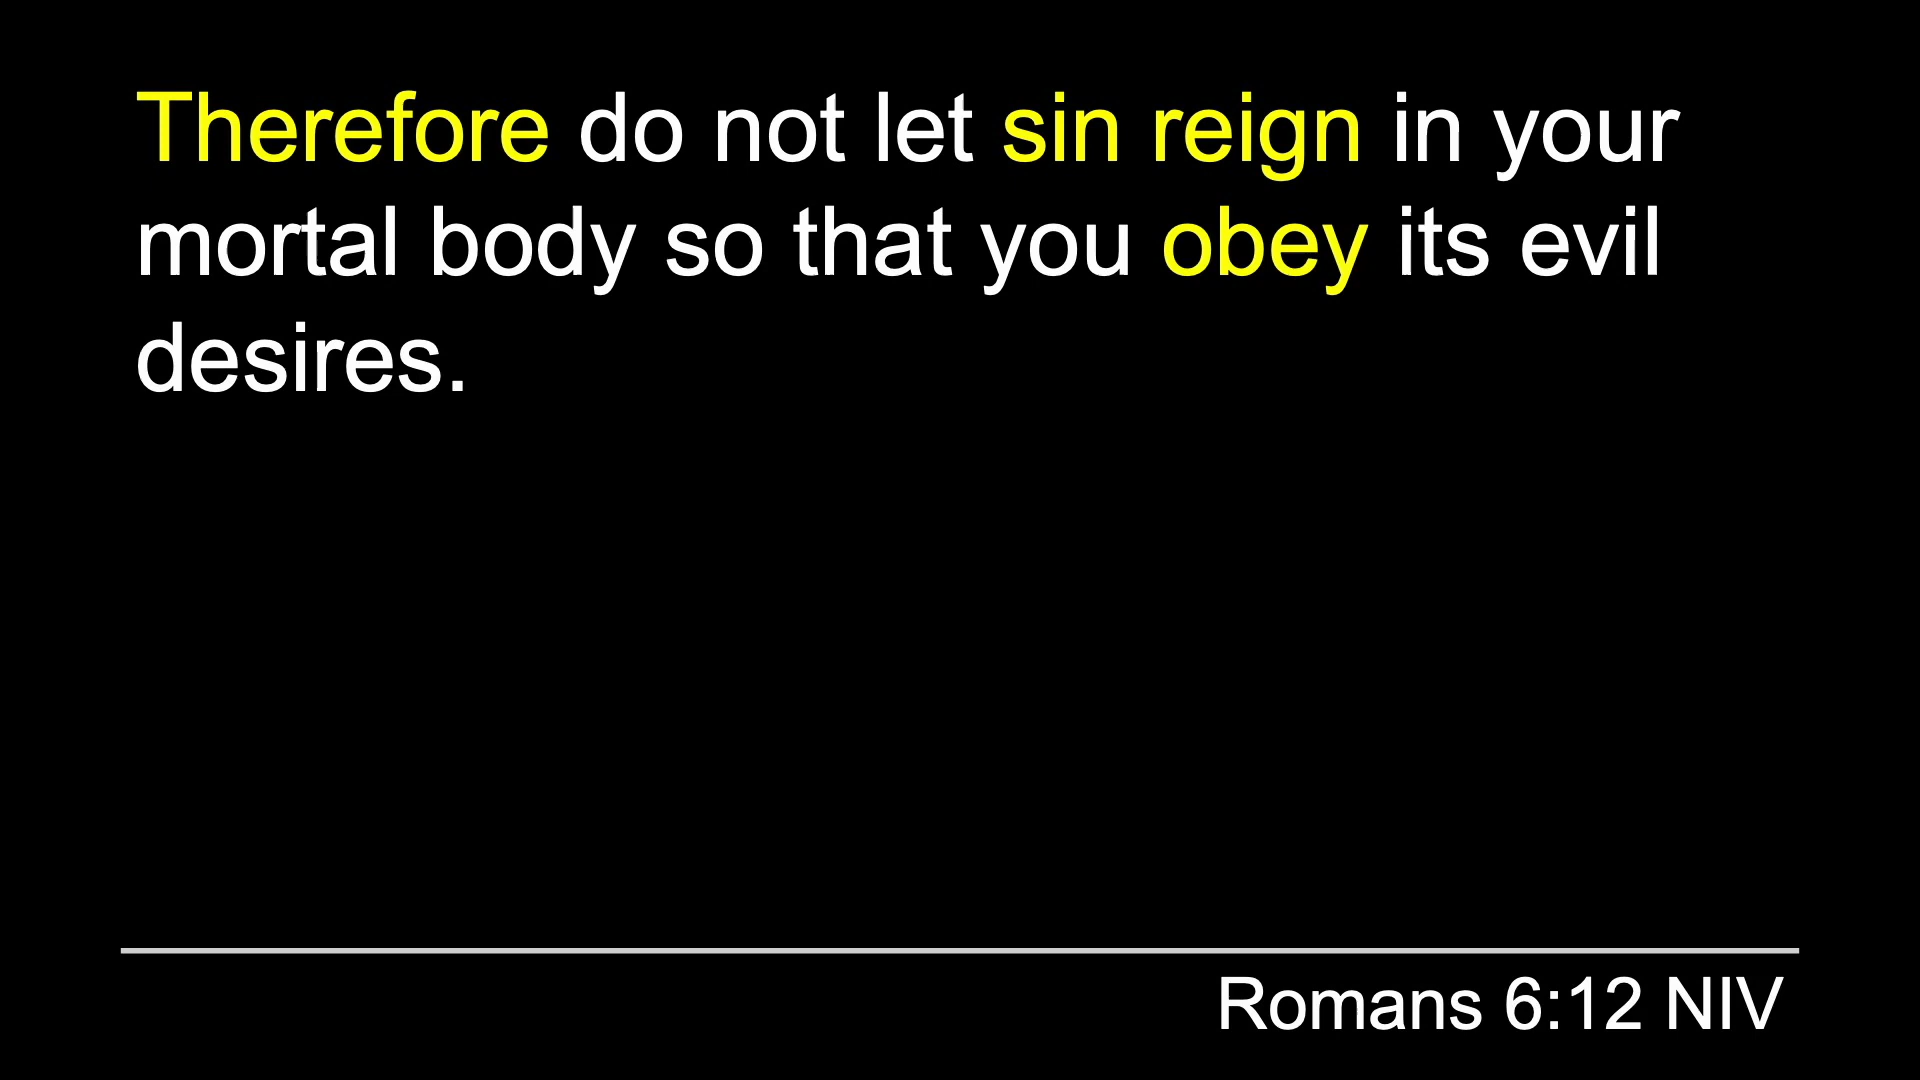 Therefore do not let sin reign in your
mortal body so that you obey its evil
desires.
Romans 6:12 NIV